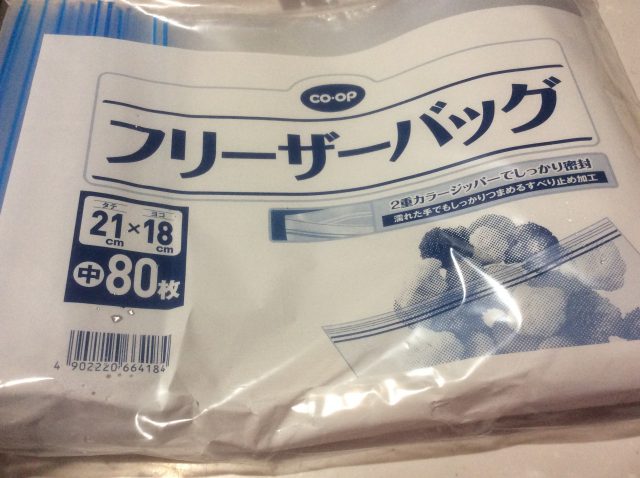 CO・OP
フリーザーバッグ
2重カラージッパーでしっかり密封
濡れた手でもしっかりつまめるすべり止め加工
タテ ヨコ
21cm×18cm
中80枚
4 902220 664184